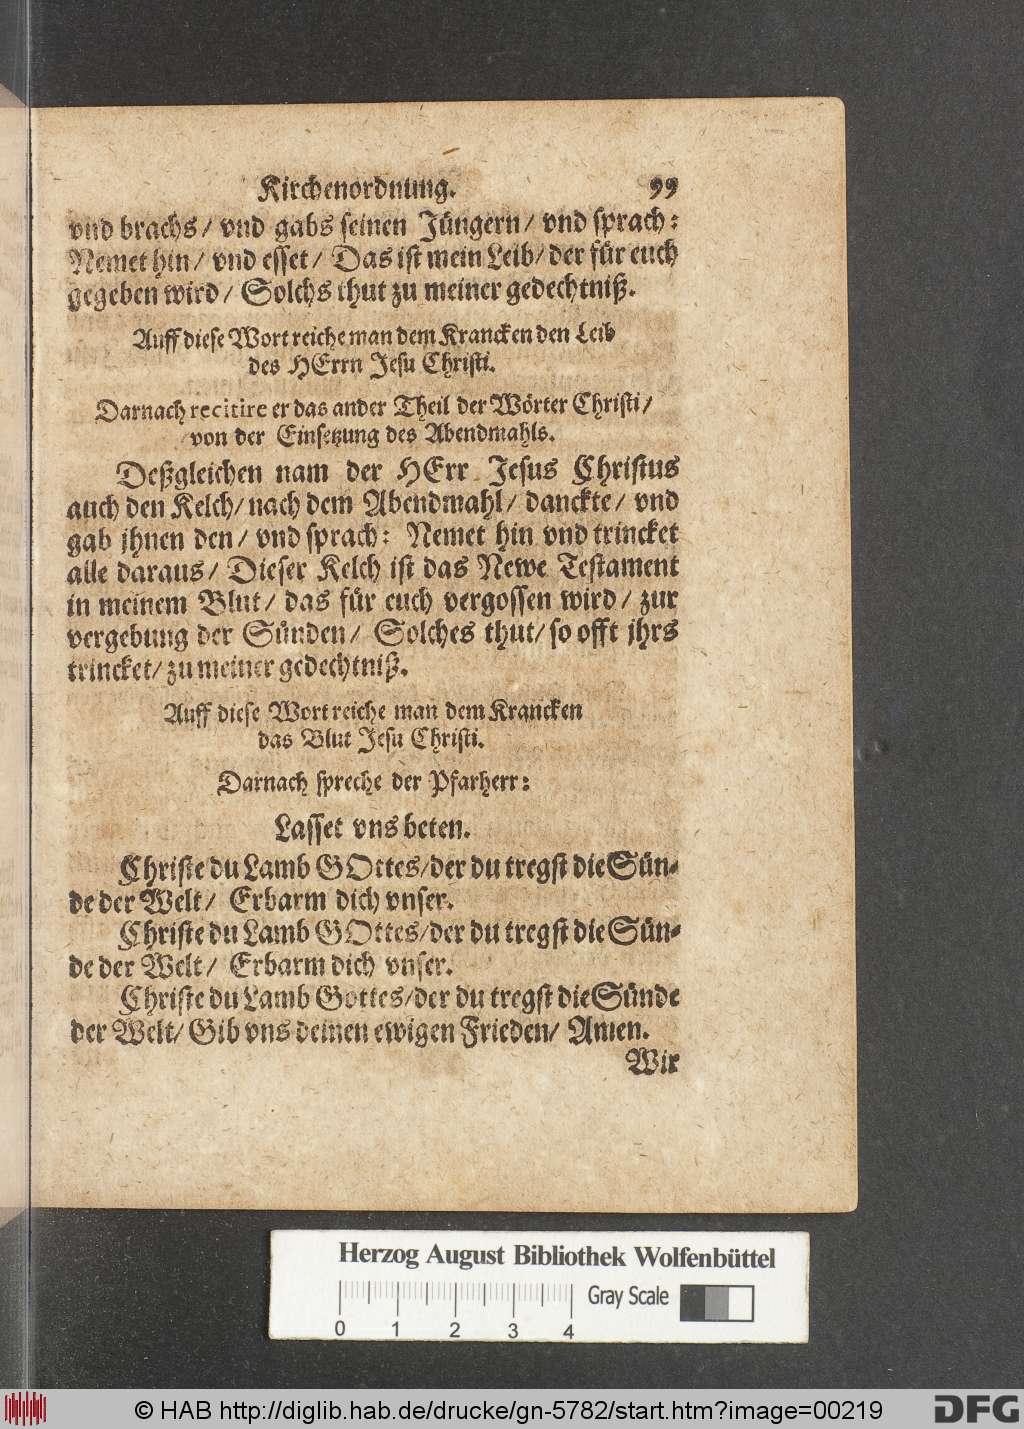 Kirchenordnung. 99
vnd brachs/ vnd gabs seinen Jüngern/ vnd sprach:
Nemet hin/ vnd esset/ Das ist mein Leib/ der für euch
gegeben wird/ Solchs thut zu meiner gedechtniß.
Auff diese Wort reiche man dem Krancken den Leib
des HErrn Jesu Christi.
Darnach recitire er das ander Theil der Wörter Christi/
von der Einsetzung des Abendmahls.
Deßgleichen nam der HErr Jesus Christus
auch den Kelch/ nach dem Abendmahl/ danckte/ vnd
gab jhnen den/ vnd sprach: Nemet hin vnd trincket
alle daraus/ Dieser Kelch ist das Newe Testament
in meinem Blut/ das für euch vergossen wird/ zur
vergebung der Sünden/ Solches thut/ so offt jhrs
trincket/ zu meiner gedechtniß.
Auff diese Wort reiche man dem Krancken
das Blut Jesu Christi.
Darnach spreche der Pfarherr:
Lasset vns beten.
Christe du Lamb GOttes/ der du tregst die Sün-
de der Welt/ Erbarm dich vnser.
Christe du Lamb GOttes/ der du tregst die Sün-
de der Welt/ Erbarm dich vnser.
Christe du Lamb Gottes/ der du tregst die Sünde
der Welt/ Gib vns deinen ewigen Frieden/ Amen.
Wir
Herzog August Bibliothek Wolfenbüttel
Gray Scale
0 1 2 3 4
© HAB http://diglib.hab.de/drucke/gn-5782/start.htm?image=00219
DFG